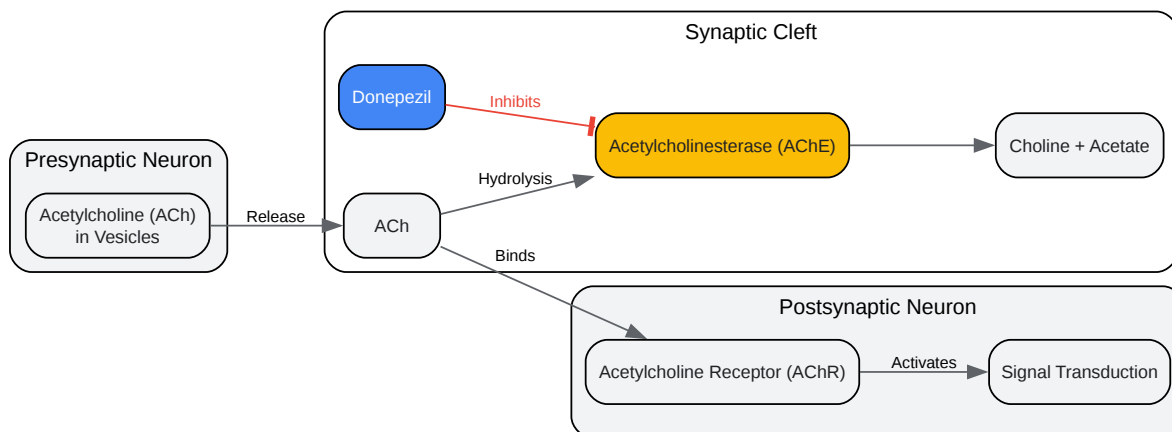 Synaptic Cleft
Donepezil
Inhibits
Acetylcholinesterase (AChE)
Choline + Acetate
Presynaptic Neuron
Acetylcholine (ACh)
in Vesicles
Release
ACh
Hydrolysis
Binds
Postsynaptic Neuron
Acetylcholine Receptor (AChR)
Activates
Signal Transduction